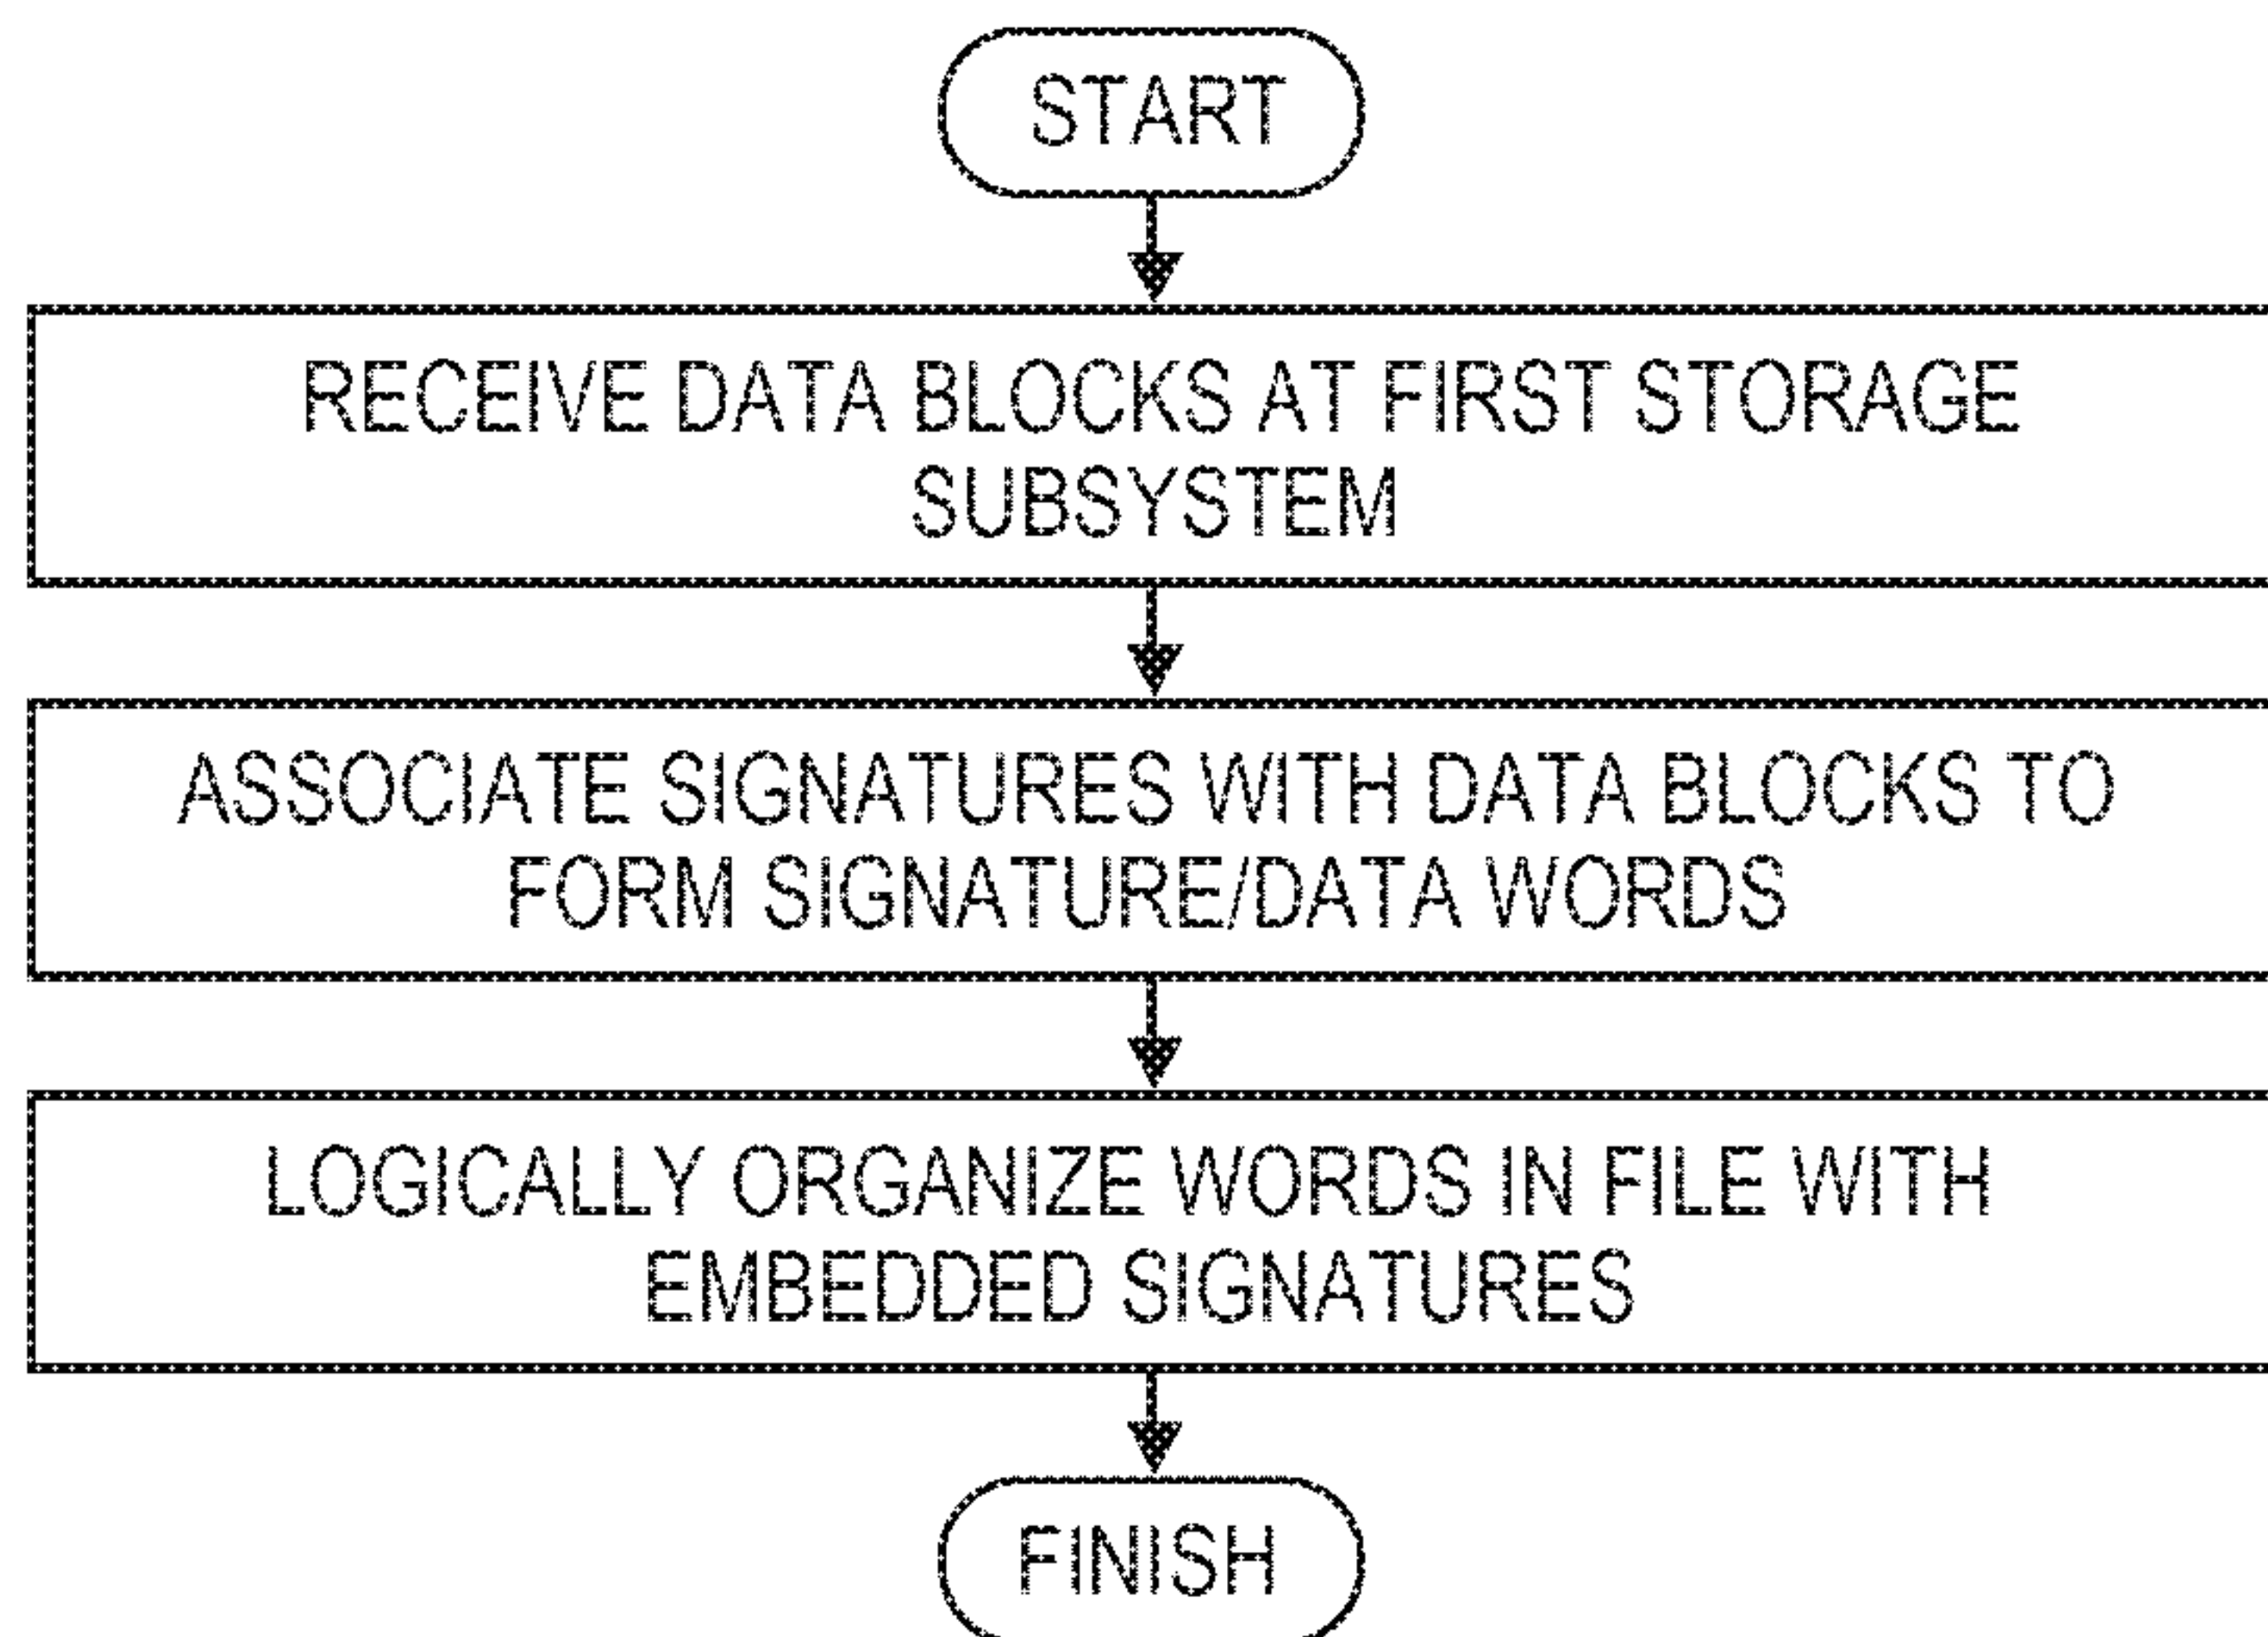 START
RECEIVE DATA BLOCKS AT FIRST STORAGE
SUBSYSTEM
ASSOCIATE SIGNATURES WITH DATA BLOCKS TO
FORM SIGNATURE/DATA WORDS
LOGICALLY ORGANIZE WORDS IN FILE WITH
EMBEDDED SIGNATURES
FINISH